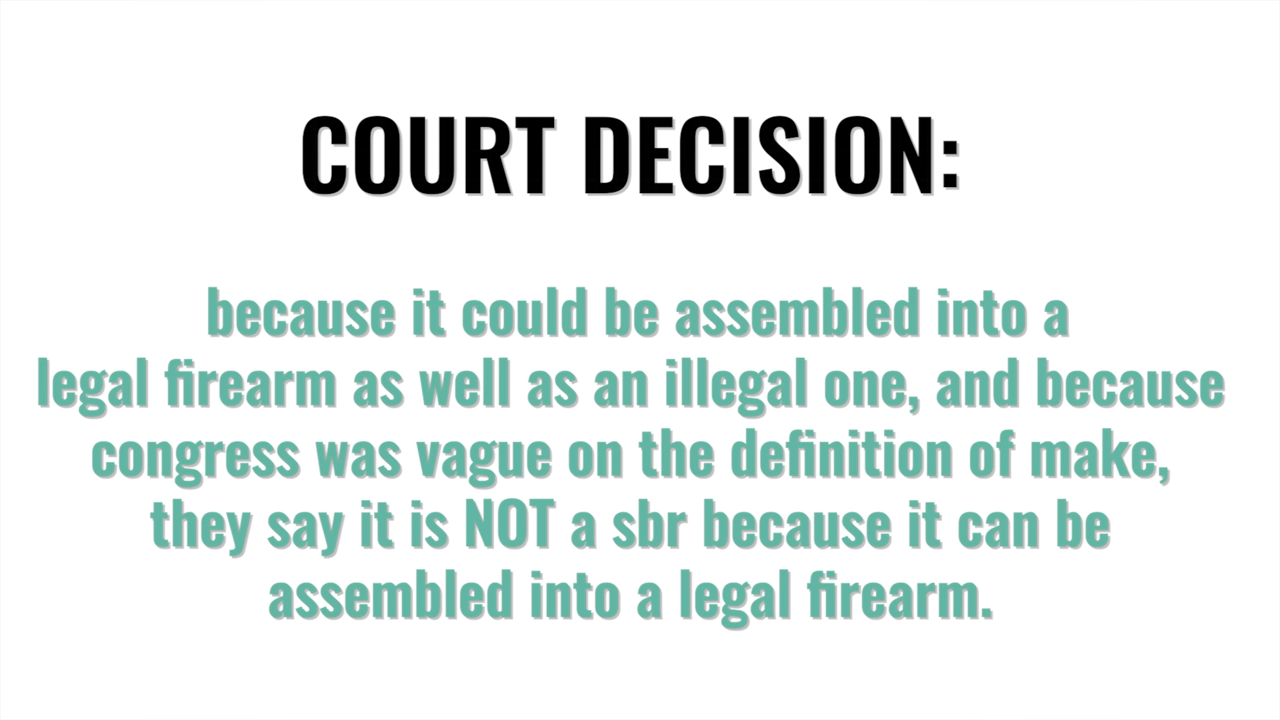 COURT DECISION:
because it could be assembled into a
legal firearm as well as an illegal one, and because
congress was vague on the definition of make,
they say it is NOT a sbr because it can be
assembled into a legal firearm.